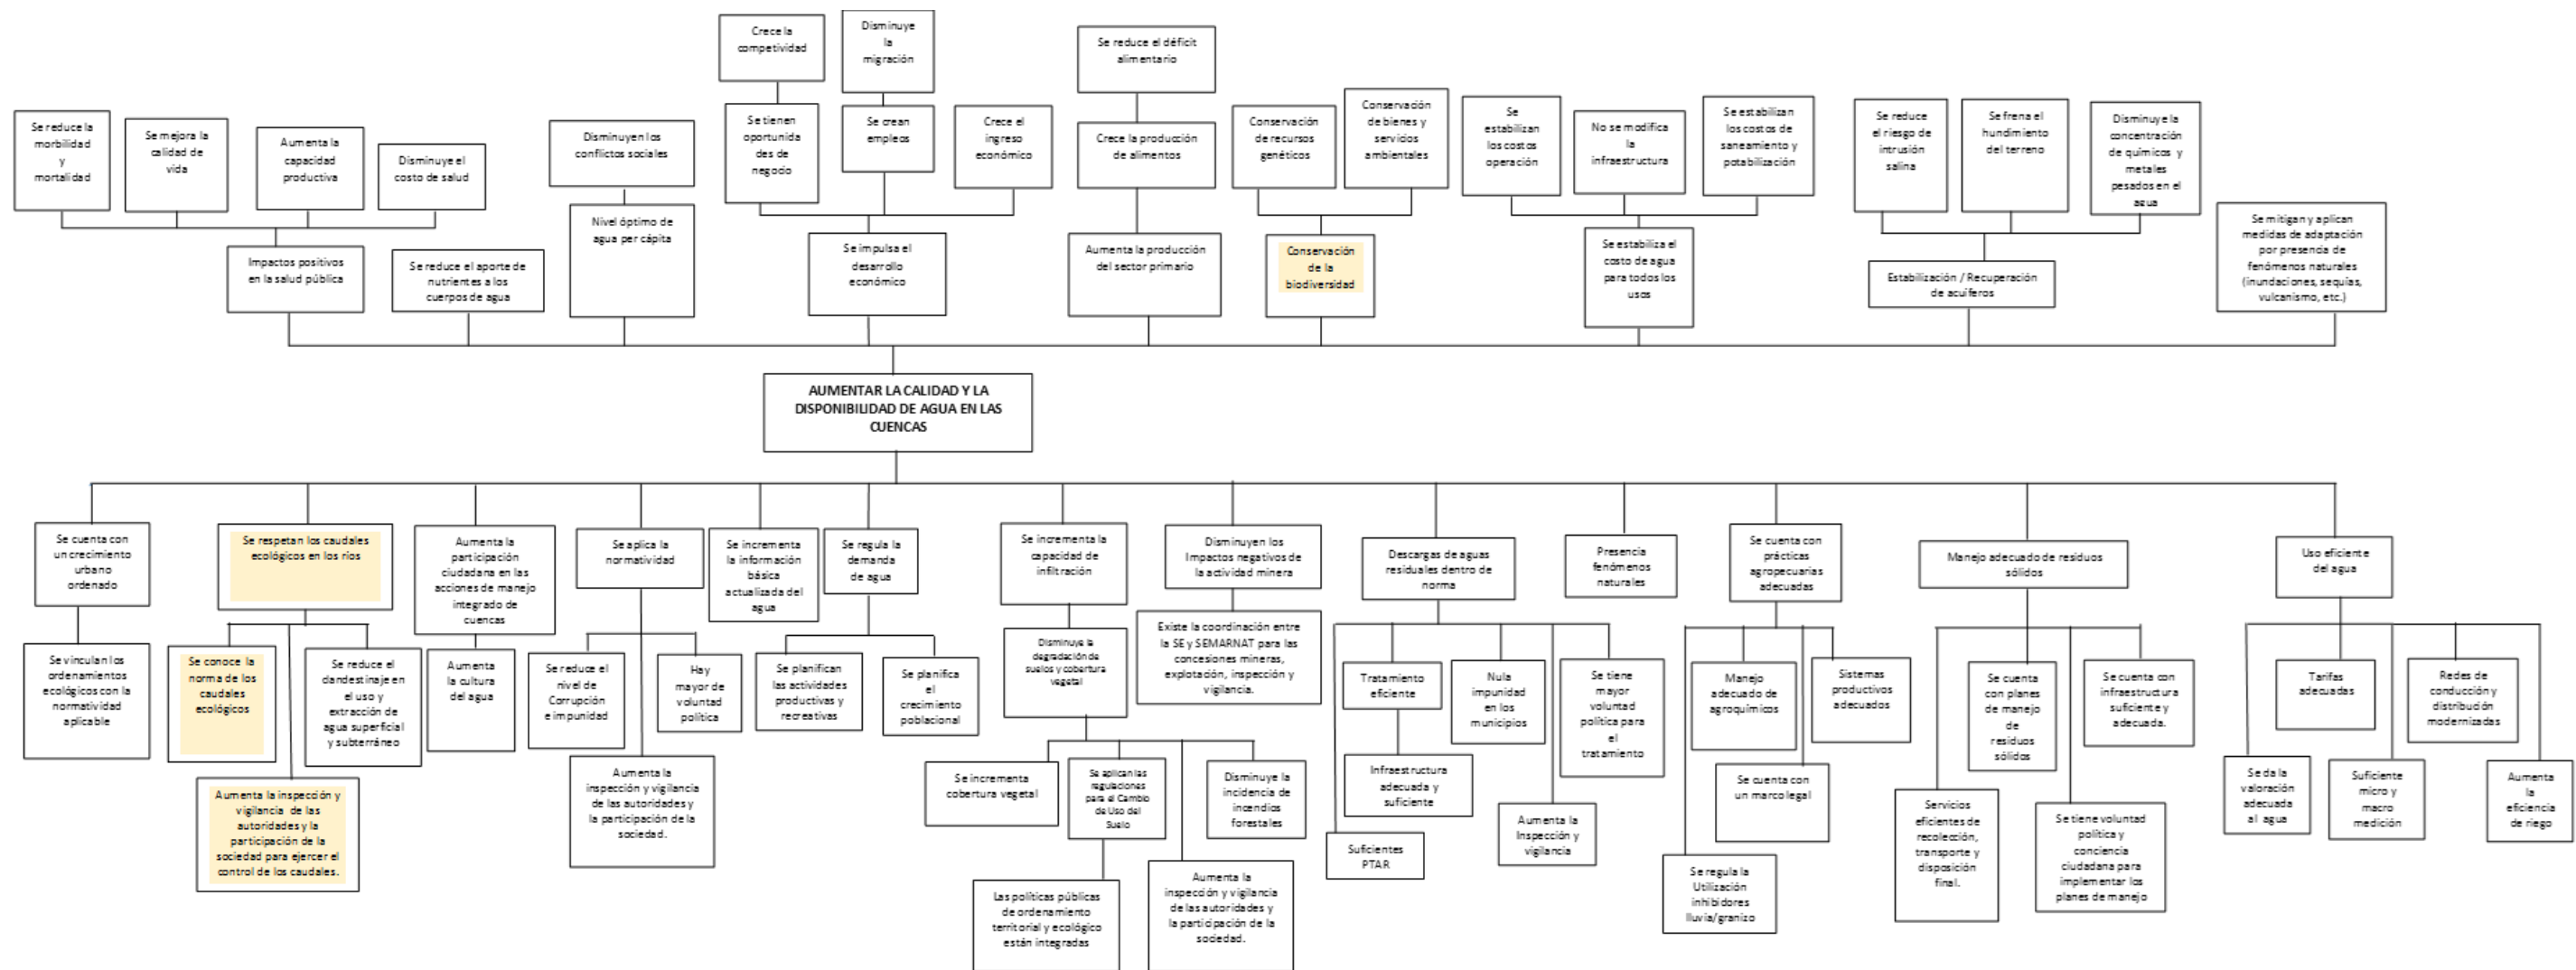 Crece la
competividad
Disminuye
la
migración
Se reduce el déficit
alimentario
Se reduce la
morbilidad
y
mortalidad
Se mejora la
calidad de
vida
Aumenta la
capacidad
productiva
Disminuye el
costo de salud
Disminuyen los
conflictos sociales
Se tienen
oportunida
des de
negocio
Se crean
empleos
Crece el
ingreso
económico
Crece la producción
de alimentos
Conservación
de recursos
genéticos
Conservación
de bienes y
servicios
ambientales
Se
estabilizan
los costos
operación
No se modifica
la
infraestructura
Se estabilizan
los costos de
saneamiento y
potabilización
Se reduce
el riesgo de
intrusión
salina
Se frena el
hundimiento
del terreno
Disminuye la
concentración
de químicos y
metales
pesados en el
agua
Impactos positivos
en la salud pública
Se reduce el aporte de
nutrientes a los
cuerpos de agua
Nivel óptimo de
agua per cápita
Se impulsa el
desarrollo
económico
Aumenta la producción
del sector primario
Conservación
de la
biodiversidad
Se estabiliza el
costo de agua
para todos los
usos
Estabilización / Recuperación
de acuíferos
Se mitigan y aplican
medidas de adaptación
por presencia de
fenómenos naturales
(inundaciones, sequías,
vulcanismo, etc.)
AUMENTAR LA CALIDAD Y LA
DISPONIBILIDAD DE AGUA EN LAS
CUENCAS
Se cuenta con
un crecimiento
urbano
ordenado
Se respetan los caudales
ecológicos en los ríos
Aumenta la
participación
ciudadana en las
acciones de manejo
integrado de
cuencas
Se aplica la
normatividad
Se incrementa
la información
básica
actualizada del
agua
Se regula la
demanda
de agua
Se incrementa la
capacidad de
infiltración
Disminuyen los
Impactos negativos de
la actividad minera
Descargas de aguas
residuales dentro de
norma
Presencia
fenómenos
naturales
Se cuenta con
prácticas
agropecuarias
adecuadas
Manejo adecuado de residuos
sólidos
Uso eficiente
del agua
Se vinculan los
ordenamientos
ecológicos con la
normatividad
aplicable
Se conoce la
norma de los
caudales
ecológicos
Se reduce el
clandestinaje en
el uso y
extracción de
agua superficial
y subterráneo
Aumenta
la cultura
del agua
Se reduce el
nivel de
Corrupción
e impunidad
Hay
mayor de
voluntad
política
Se planifican
las actividades
productivas y
recreativas
Se planifica
el
crecimiento
poblacional
Disminuye la
degradación de
suelos y cobertura
vegetal
Existe la coordinación entre
la SE y SEMARNAT para las
concesiones mineras,
explotación, inspección y
vigilancia.
Tratamiento
eficiente
Nula
impunidad
en los
municipios
Se tiene
mayor
voluntad
política para
el
tratamiento
Manejo
adecuado de
agroquímicos
Sistemas
productivos
adecuados
Se cuenta
con planes
de manejo
de
residuos
sólidos
Se cuenta con
infraestructura
suficiente y
adecuada.
Tarifas
adecuadas
Redes de
conducción y
distribución
modernizadas
Aumenta la inspección y
vigilancia de las
autoridades y la
participación de la
sociedad para ejercer el
control de los caudales.
Aumenta la
inspección y vigilancia
de las autoridades y
la participación de la
sociedad.
Se incrementa
cobertura vegetal
Se aplican las
regulaciones
para el Cambio
de Uso del
Suelo
Disminuye la
incidencia de
incendios
forestales
Infraestructura
adecuada y
suficiente
Suficientes
PTAR
Aumenta la
Inspección y
vigilancia
Se cuenta con
un marco legal
Se regula la
Utilización
inhibidores
lluvia/granizo
Servicios
eficientes de
recolección,
transporte y
disposición
final.
Se tiene voluntad
política y
conciencia
ciudadana para
implementar los
planes de manejo
Se da la
valoración
adecuada
al agua
Suficiente
micro y
macro
medición
Aumenta
la
eficiencia
de riego
Las políticas públicas
de ordenamiento
territorial y ecológico
están integradas
Aumenta la
inspección y vigilancia
de las autoridades y
la participación de la
sociedad.